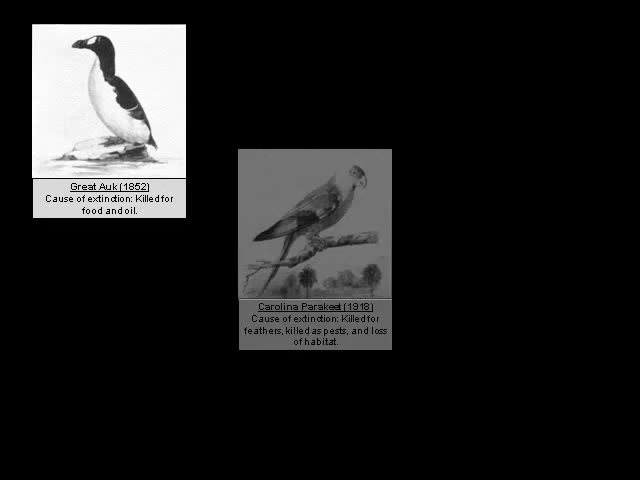 Great Auk (1852)
Cause of extinction: Killed for
food and oil.
Carolina Parakeet (1918)
Cause of extinction: Killed for
feathers, killed as pests, and loss
of habitat.